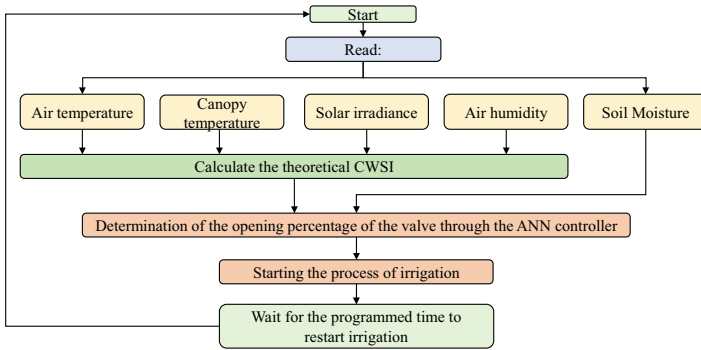 Start
Read:
Air temperature
Canopy
temperature
Solar irradiance
Air humidity
Soil Moisture
Calculate the theoretical CWSI
Determination of the opening percentage of the valve through the ANN controller
Starting the process of irrigation
Wait for the programmed time to
restart irrigation